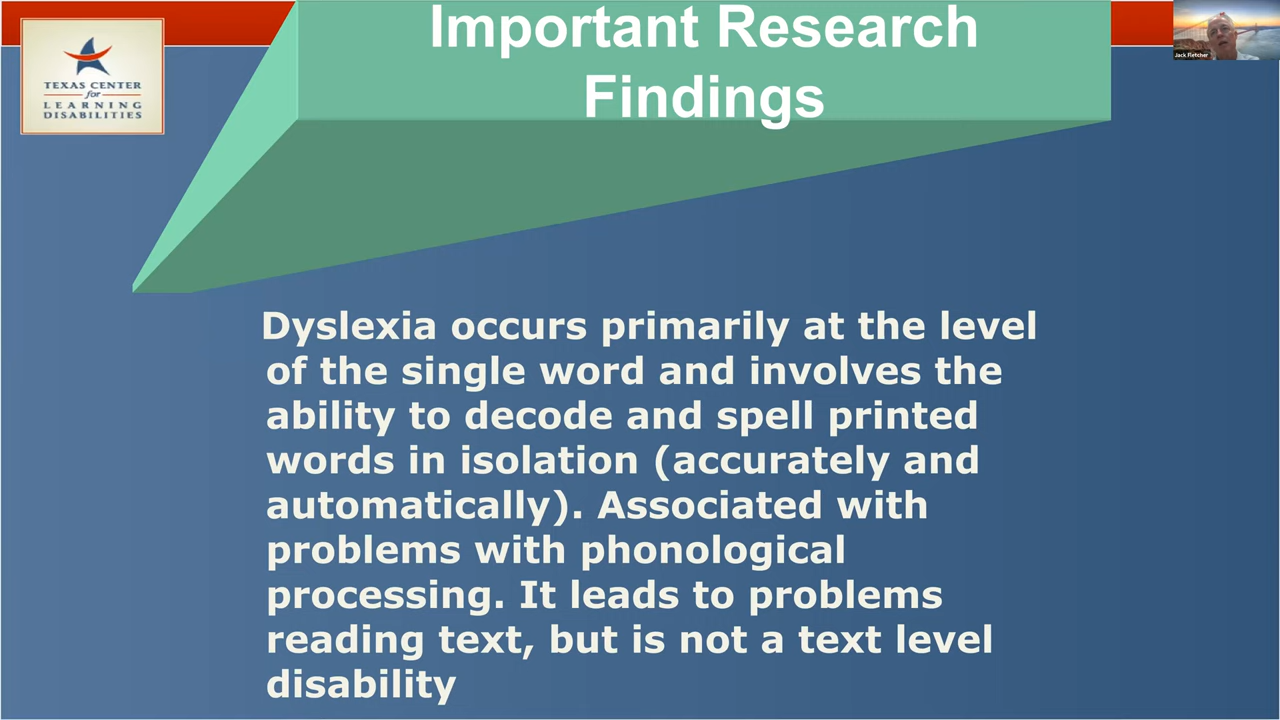 Important Research
Findings
TEXAS CENTER
for
LEARNING
DISABILITIES
Jack Fletcher
Dyslexia occurs primarily at the level
of the single word and involves the
ability to decode and spell printed
words in isolation (accurately and
automatically). Associated with
problems with phonological
processing. It leads to problems
reading text, but is not a text level
disability